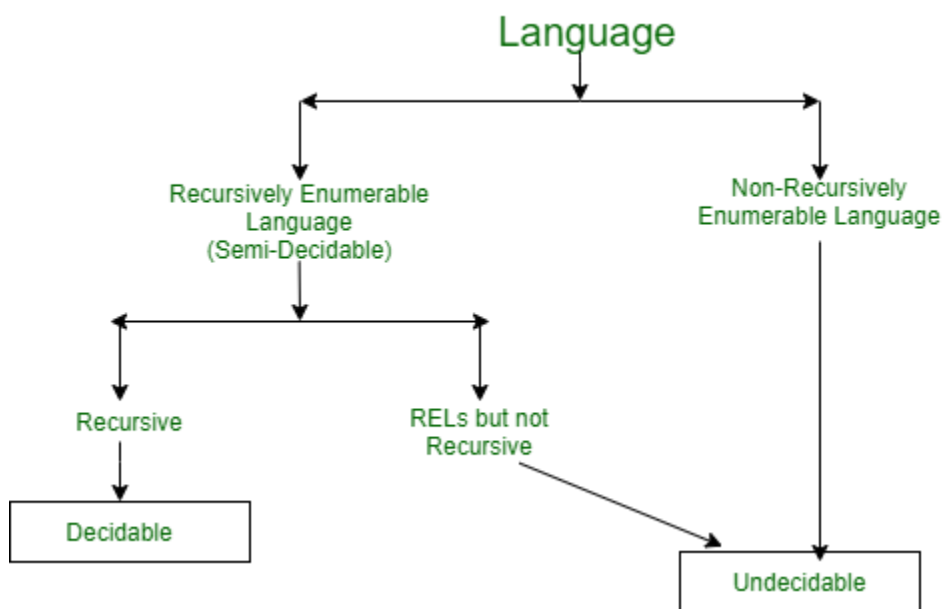 Language
Recursively Enumerable
Language
(Semi-Decidable)
Non-Recursively
Enumerable Language
Recursive
RELs but not
Recursive
Decidable
Undecidable